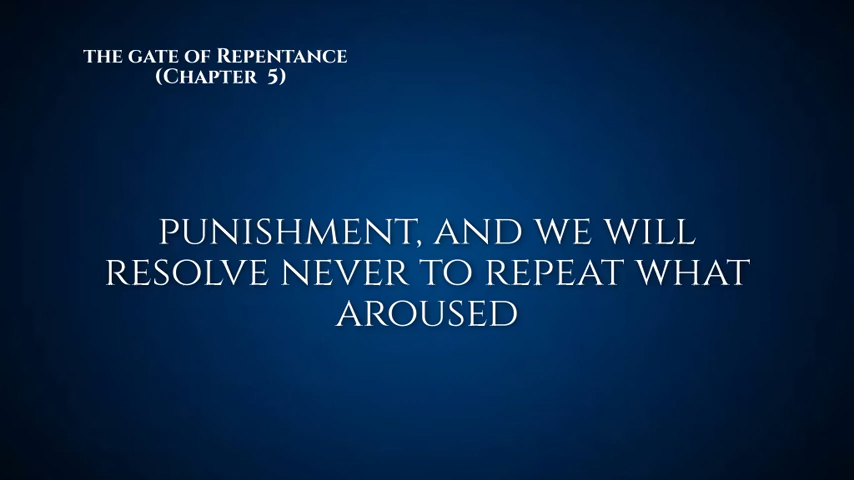 THE GATE OF REPENTANCE
(CHAPTER 5)
PUNISHMENT, AND WE WILL
RESOLVE NEVER TO REPEAT WHAT
AROUSED